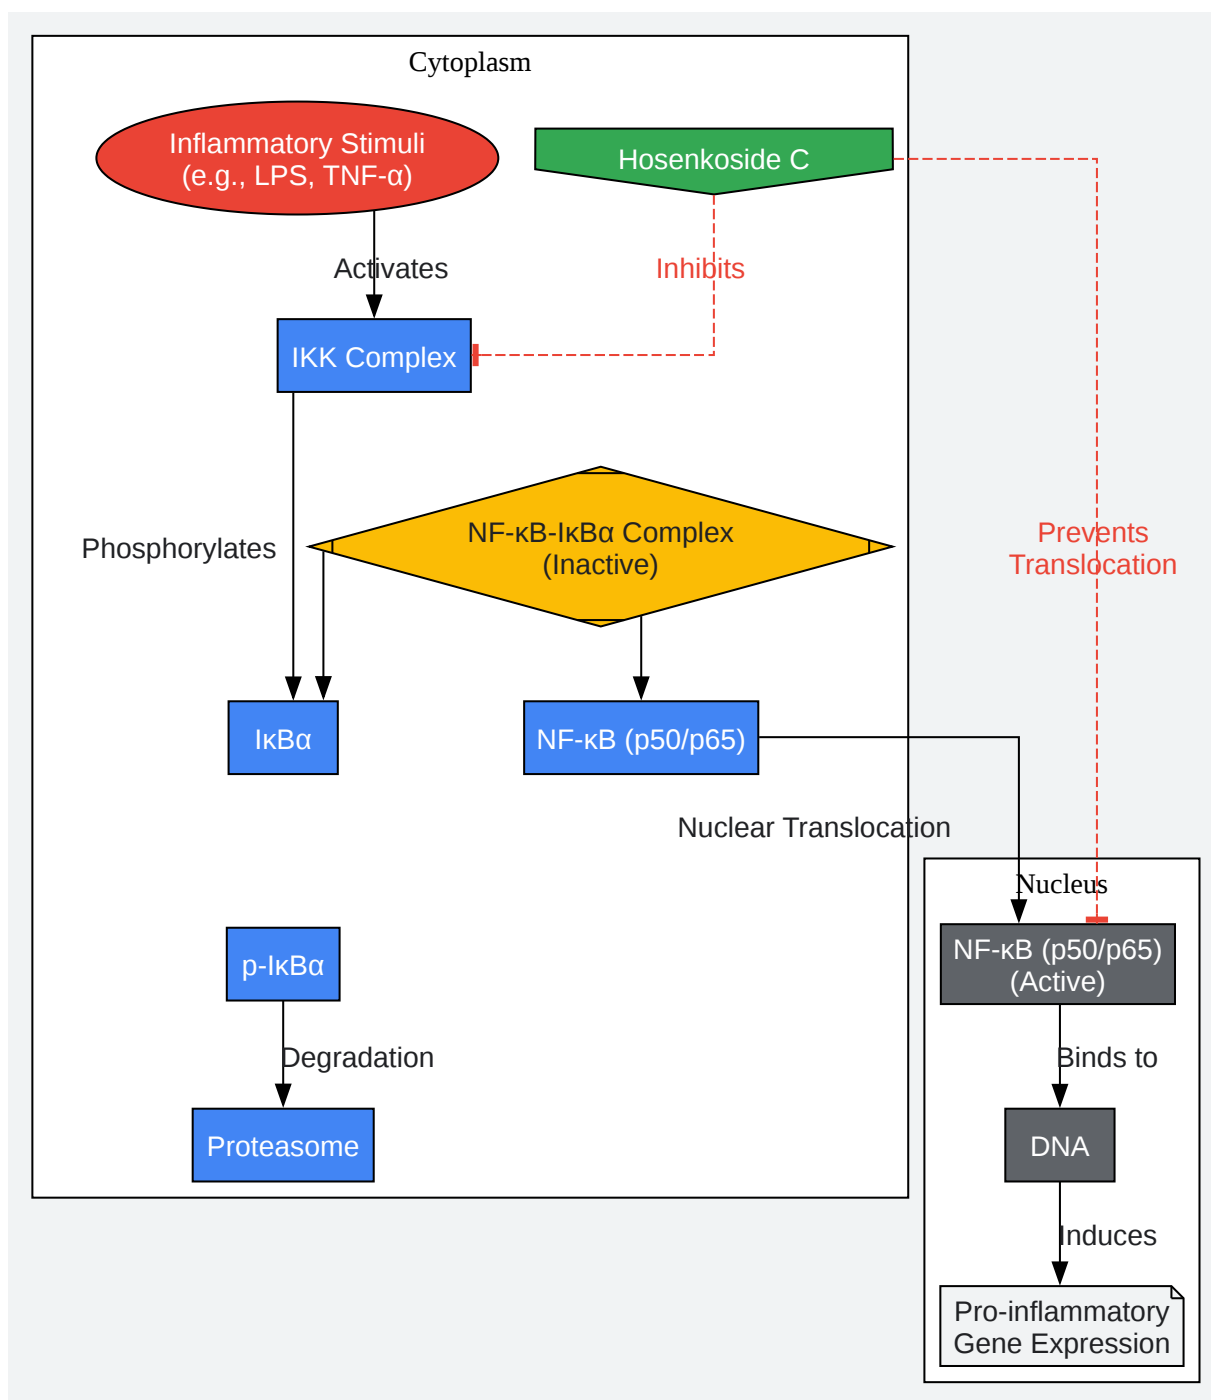 Cytoplasm
Inflammatory Stimuli
(e.g., LPS, TNF-α)
Hosenkoside C
Activates
Inhibits
IKK Complex
Phosphorylates
NF-κB-IκBα Complex
(Inactive)
Prevents
Translocation
IκBα
NF-κB (p50/p65)
Nuclear Translocation
Nucleus
p-IκBα
NF-κB (p50/p65)
(Active)
Degradation
Binds to
Proteasome
DNA
Induces
Pro-inflammatory
Gene Expression